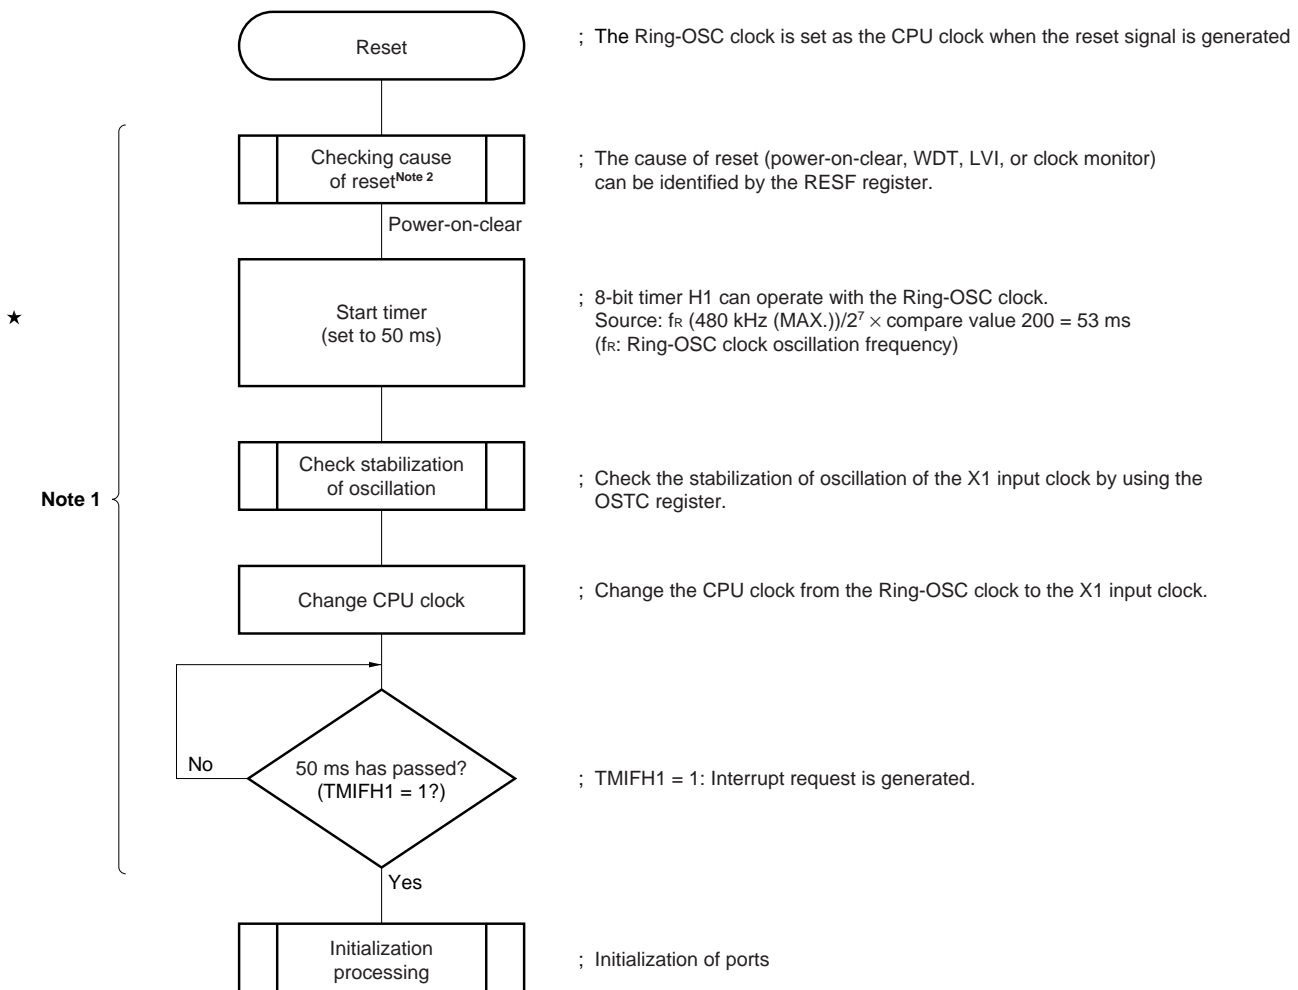 Reset
; The Ring-OSC clock is set as the CPU clock when the reset signal is generated
Checking cause
of reset Note 2
; The cause of reset (power-on-clear, WDT, LVI, or clock monitor)
can be identified by the RESF register.
Power-on-clear
★
Start timer
(set to 50 ms)
; 8-bit timer H1 can operate with the Ring-OSC clock.
Source: fR (480 kHz (MAX.))/2⁷ × compare value 200 = 53 ms
(fR: Ring-OSC clock oscillation frequency)
Note 1
Check stabilization
of oscillation
; Check the stabilization of oscillation of the X1 input clock by using the
OSTC register.
Change CPU clock
; Change the CPU clock from the Ring-OSC clock to the X1 input clock.
No
50 ms has passed?
(TMIFH1 = 1?)
; TMIFH1 = 1: Interrupt request is generated.
Yes
Initialization
processing
; Initialization of ports